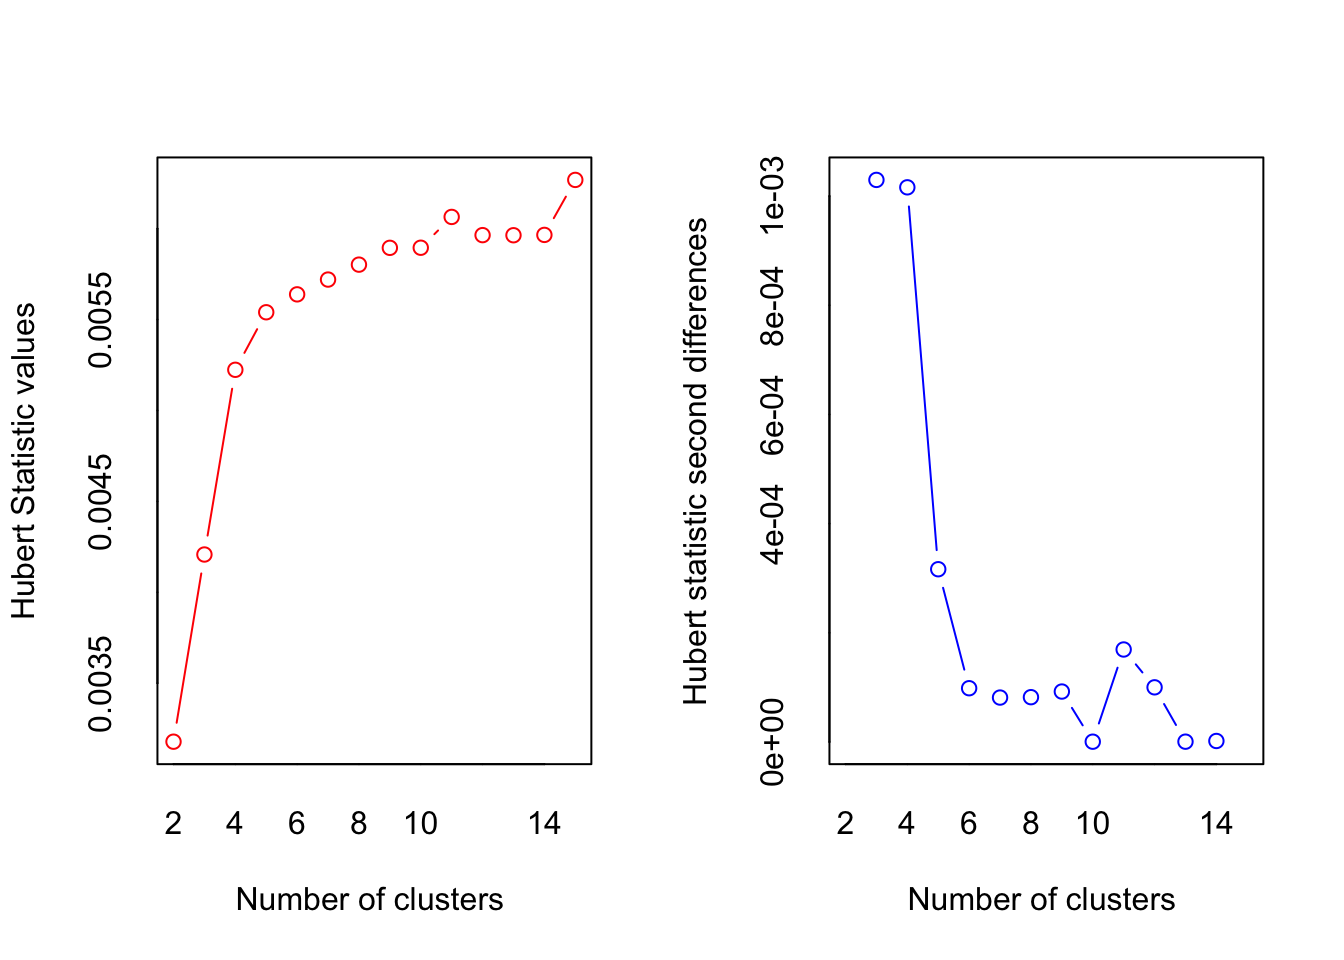 Hubert Statistic values
0.0035 0.0045 0.0055
2 4 6 8 10 14
Number of clusters
Hubert statistic second differences
0e+00 4e-04 6e-04 8e-04 1e-03
2 4 6 8 10 14
Number of clusters